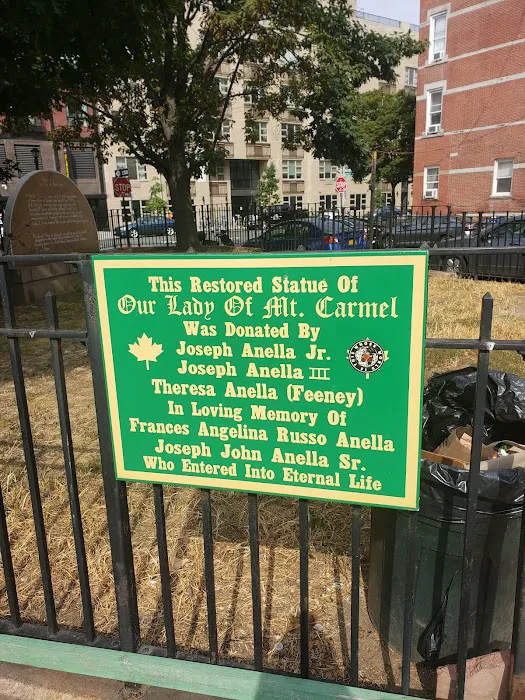 This Restored Statue Of
Our Lady Of Mt. Carmel
Was Donated By
Joseph Anella Jr.
Joseph Anella III
Theresa Anella (Feeney)
In Loving Memory Of
Frances Angelina Russo Anella
Joseph John Anella Sr.
Who Entered Into Eternal Life
STOP
STOP